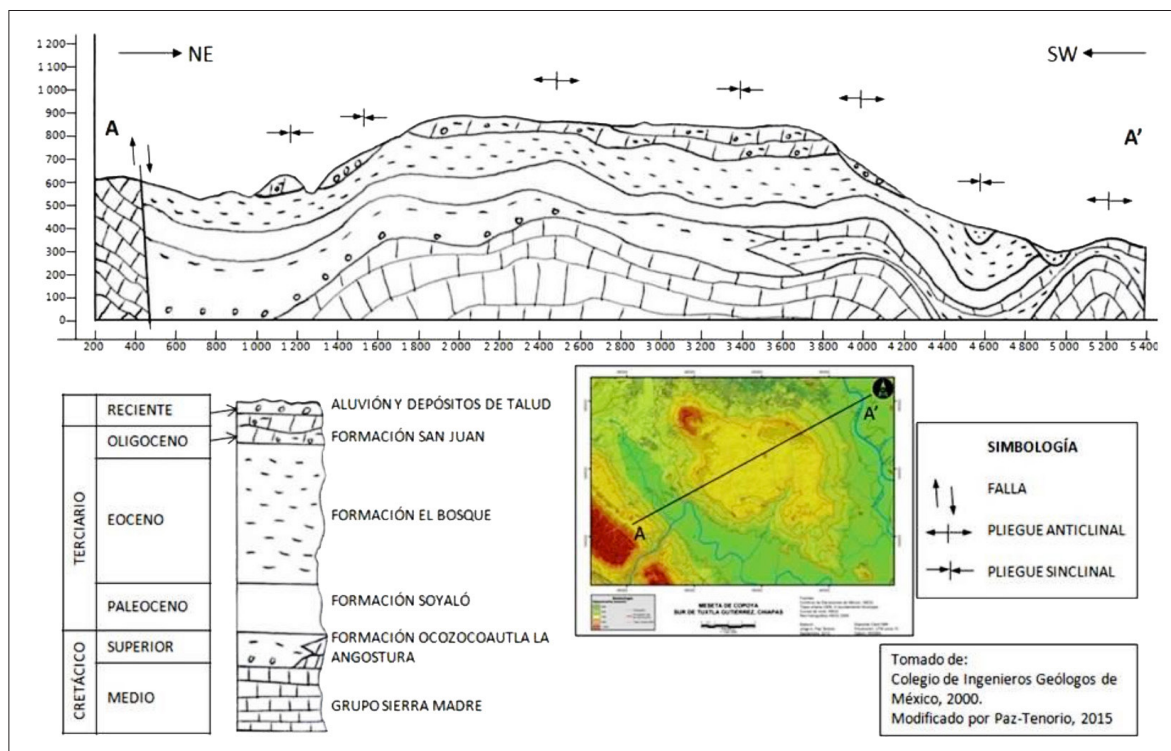 1 200
1 100
1 000
900
800
700
600
500
400
300
200
100
0
NE
SW
A
A'
200 400 600 800 1 000 1 200 1 400 1 600 1 800 2 000 2 200 2 400 2 600 2 800 3 000 3 200 3 400 3 600 3 800 4 000 4 200 4 400 4 600 4 800 5 000 5 200 5 400
TERCIARIO
CRETÁCICO
RECIENTE
OLIGOCENO
EOCENO
PALEOCENO
SUPERIOR
MEDIO
ALUVIÓN Y DEPÓSITOS DE TALUD
FORMACIÓN SAN JUAN
FORMACIÓN EL BOSQUE
FORMACIÓN SOYALÓ
FORMACIÓN OCOZOCOAUTLA LA
ANGOSTURA
GRUPO SIERRA MADRE
A'
A
MESETA DE COPOYA
SUR DE TUXTLA GUTIERREZ, CHIAPAS
SIMBOLOGÍA
FALLA
PLIEGUE ANTICLINAL
PLIEGUE SINCLINAL
Tomado de:
Colegio de Ingenieros Geólogos de
México, 2000.
Modificado por Paz-Tenorio, 2015